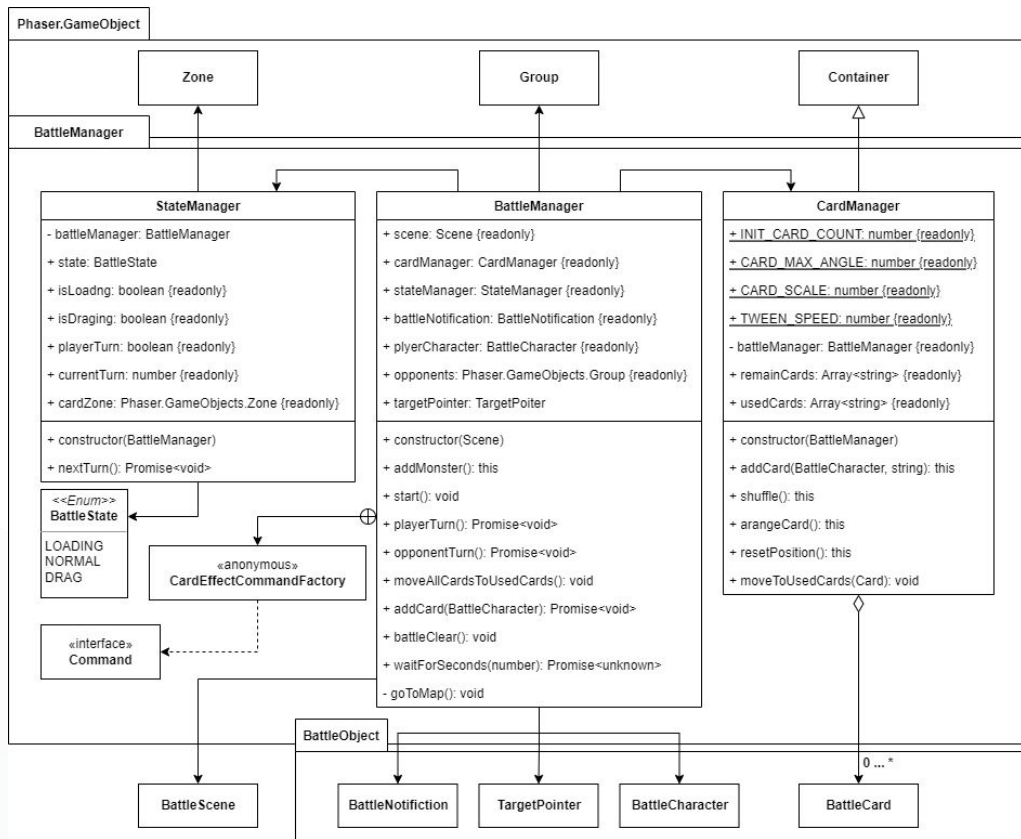 Phaser.GameObject
Zone
Group
Container
BattleManager
StateManager
- battleManager: BattleManager
+ state: BattleState
+ isLoadng: boolean {readonly}
+ isDraging: boolean {readonly}
+ playerTurn: boolean {readonly}
+ currentTurn: number {readonly}
+ cardZone: Phaser.GameObjects.Zone {readonly}
+ constructor(BattleManager)
+ nextTurn(): Promise<void>
BattleManager
+ scene: Scene {readonly}
+ cardManager: CardManager {readonly}
+ stateManager: StateManager {readonly}
+ battleNotification: BattleNotification {readonly}
+ plyerCharacter: BattleCharacter {readonly}
+ opponents: Phaser.GameObjects.Group {readonly}
+ targetPointer: TargetPoiter
+ constructor(Scene)
+ addMonster(): this
+ start(): void
+ playerTurn(): Promise<void>
+ opponentTurn(): Promise<void>
+ moveAllCardsToUsedCards(): void
+ addCard(BattleCharacter): Promise<void>
+ battleClear(): void
+ waitForSeconds(number): Promise<unknown>
- goToMap(): void
CardManager
+ INIT_CARD_COUNT: number {readonly}
+ CARD_MAX_ANGLE: number {readonly}
+ CARD_SCALE: number {readonly}
+ TWEEN_SPEED: number {readonly}
- battleManager: BattleManager {readonly}
+ remainCards: Array<string> {readonly}
+ usedCards: Array<string> {readonly}
+ constructor(BattleManager)
+ addCard(BattleCharacter, string): this
+ shuffle(): this
+ arangeCard(): this
+ resetPosition(): this
+ moveToUsedCards(Card): void
<<Enum>>
BattleState
LOADING
NORMAL
DRAG
«anonymous»
CardEffectCommandFactory
«interface»
Command
BattleObject
0 ... *
BattleScene
BattleNotifiction
TargetPointer
BattleCharacter
BattleCard